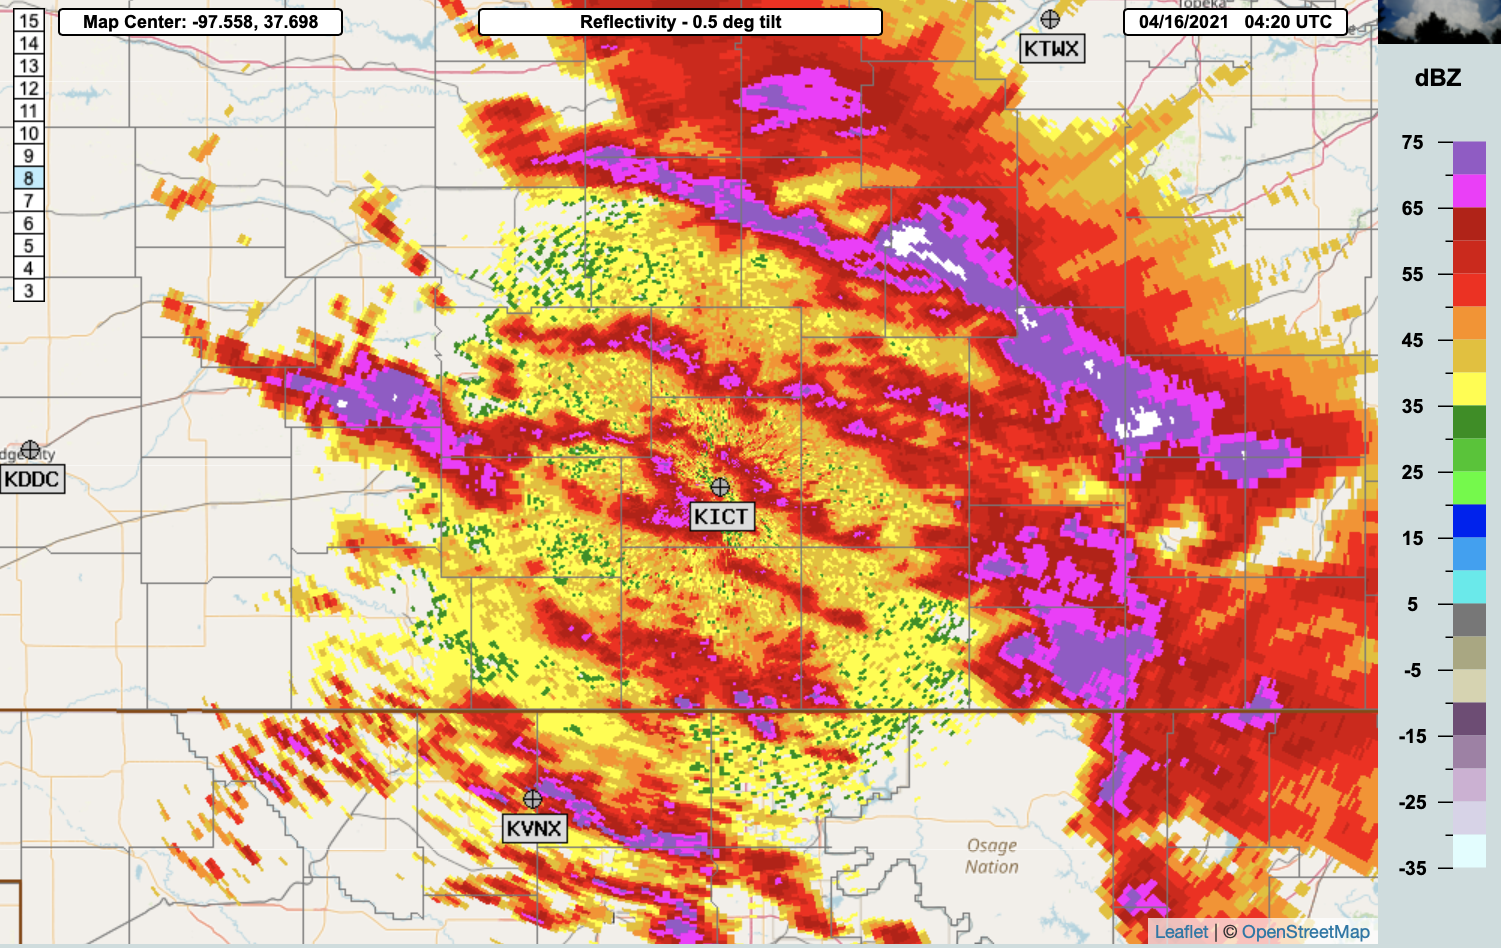 Map Center: -97.558, 37.698
Reflectivity - 0.5 deg tilt
04/16/2021 04:20 UTC
15
14
13
12
11
10
9
8
7
6
5
4
3
KTWX
KDDC
KICT
KVNX
Osage
Nation
dBZ
75
65
55
45
35
25
15
5
-5
-15
-25
-35
Leaflet | © OpenStreetMap